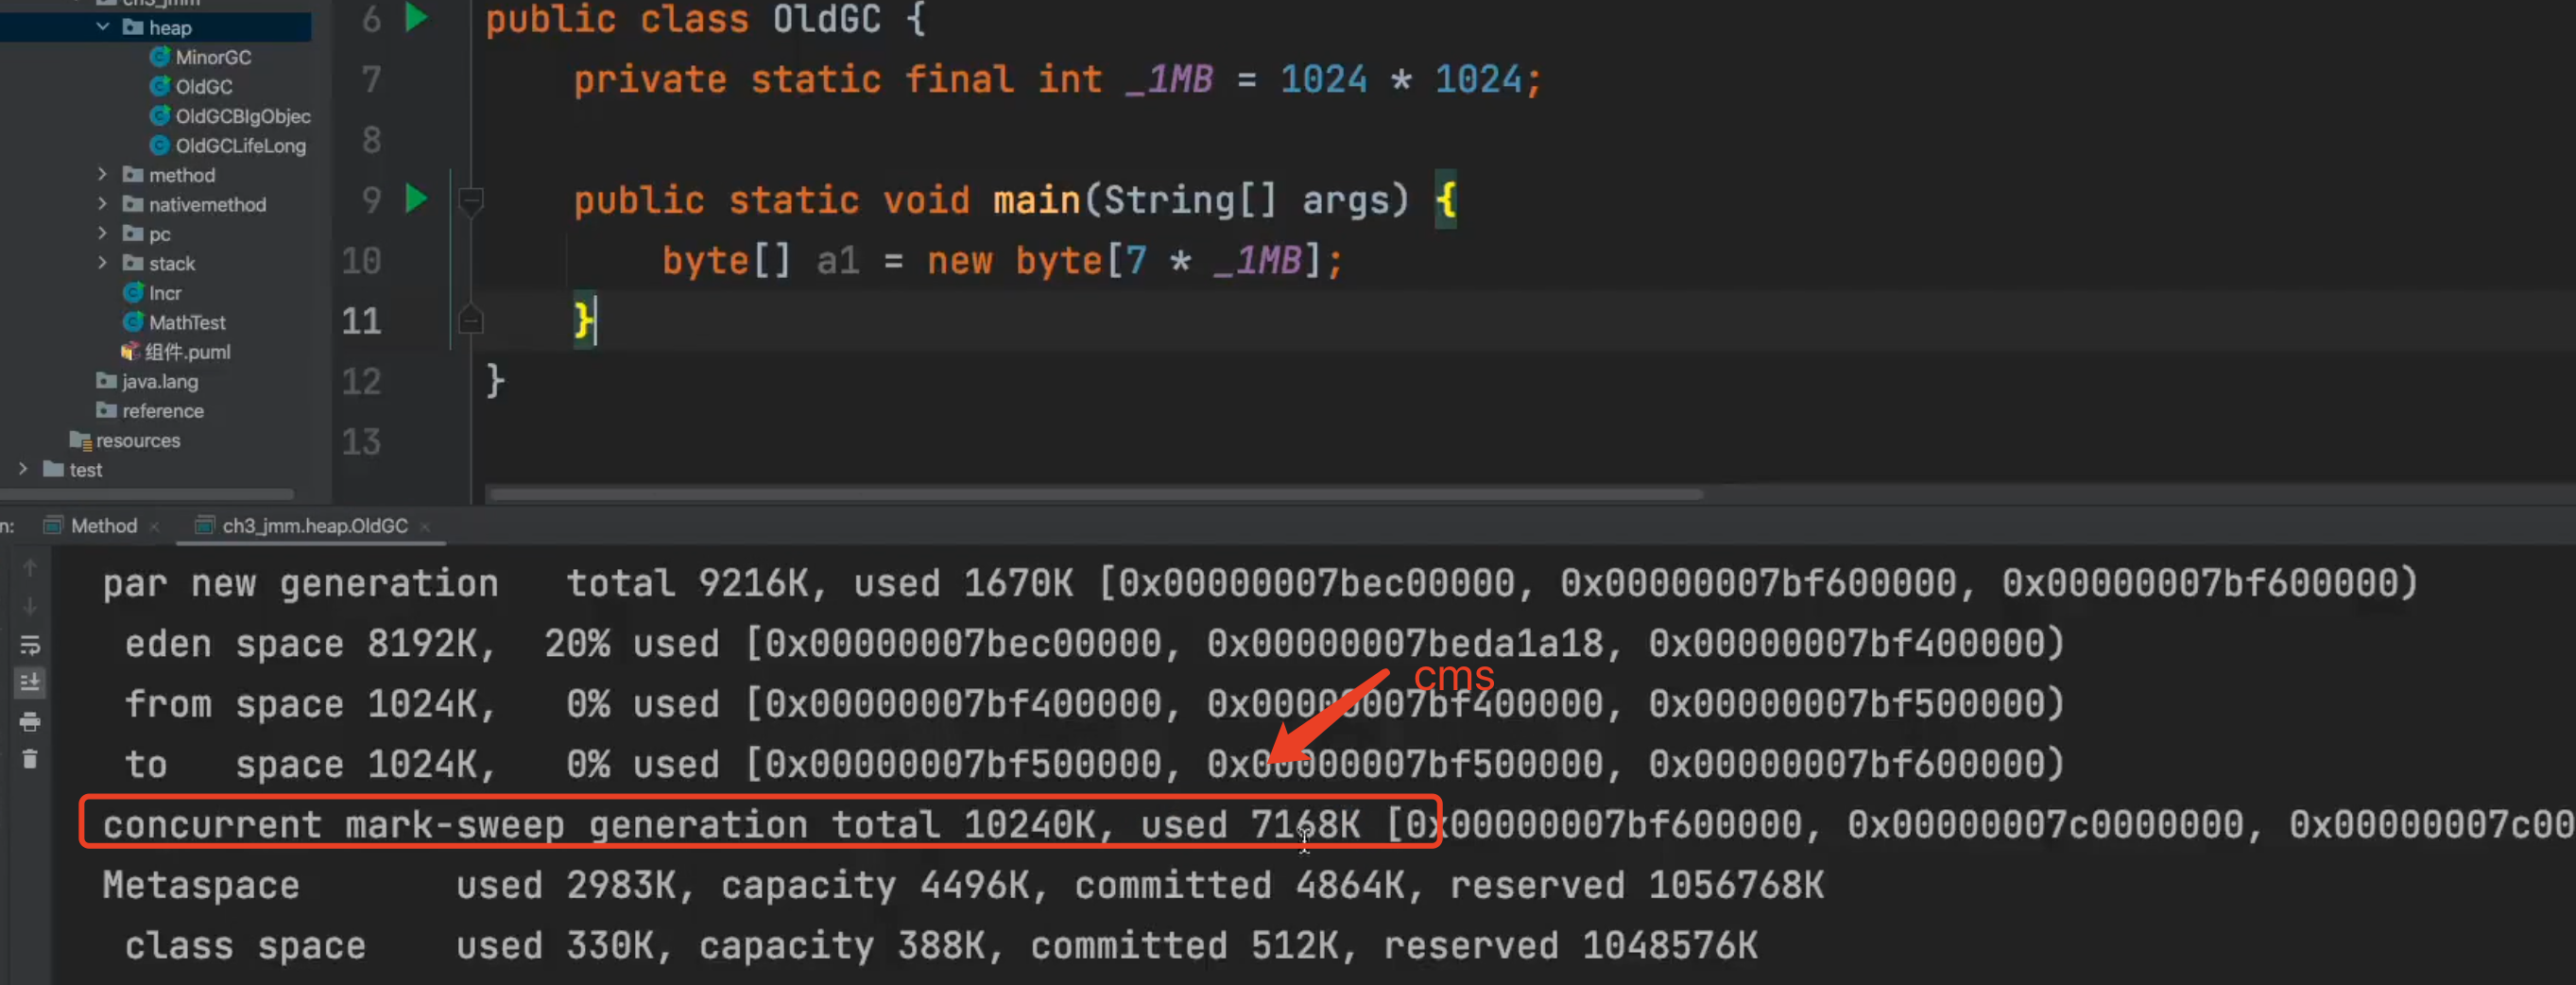 ch3_jmm
heap
MinorGC
OldGC
OldGCBIgObjec
OldGCLifeLong
method
nativemethod
pc
stack
Incr
MathTest
组件.puml
java.lang
reference
resources
test
6 public class OldGC {
7 private static final int _1MB = 1024 * 1024;
8
9 public static void main(String[] args) {
10 byte[] a1 = new byte[7 * _1MB];
11 }
12 }
13
n: Method × ch3_jmm.heap.OldGC ×
par new generation total 9216K, used 1670K [0x00000007bec00000, 0x00000007bf600000, 0x00000007bf600000)
eden space 8192K, 20% used [0x00000007bec00000, 0x00000007beda1a18, 0x00000007bf400000)
cms
from space 1024K, 0% used [0x00000007bf400000, 0x00000007bf400000, 0x00000007bf500000)
to space 1024K, 0% used [0x00000007bf500000, 0x00000007bf500000, 0x00000007bf600000)
concurrent mark-sweep generation total 10240K, used 7168K [0x00000007bf600000, 0x00000007c0000000, 0x00000007c00
Metaspace used 2983K, capacity 4496K, committed 4864K, reserved 1056768K
class space used 330K, capacity 388K, committed 512K, reserved 1048576K